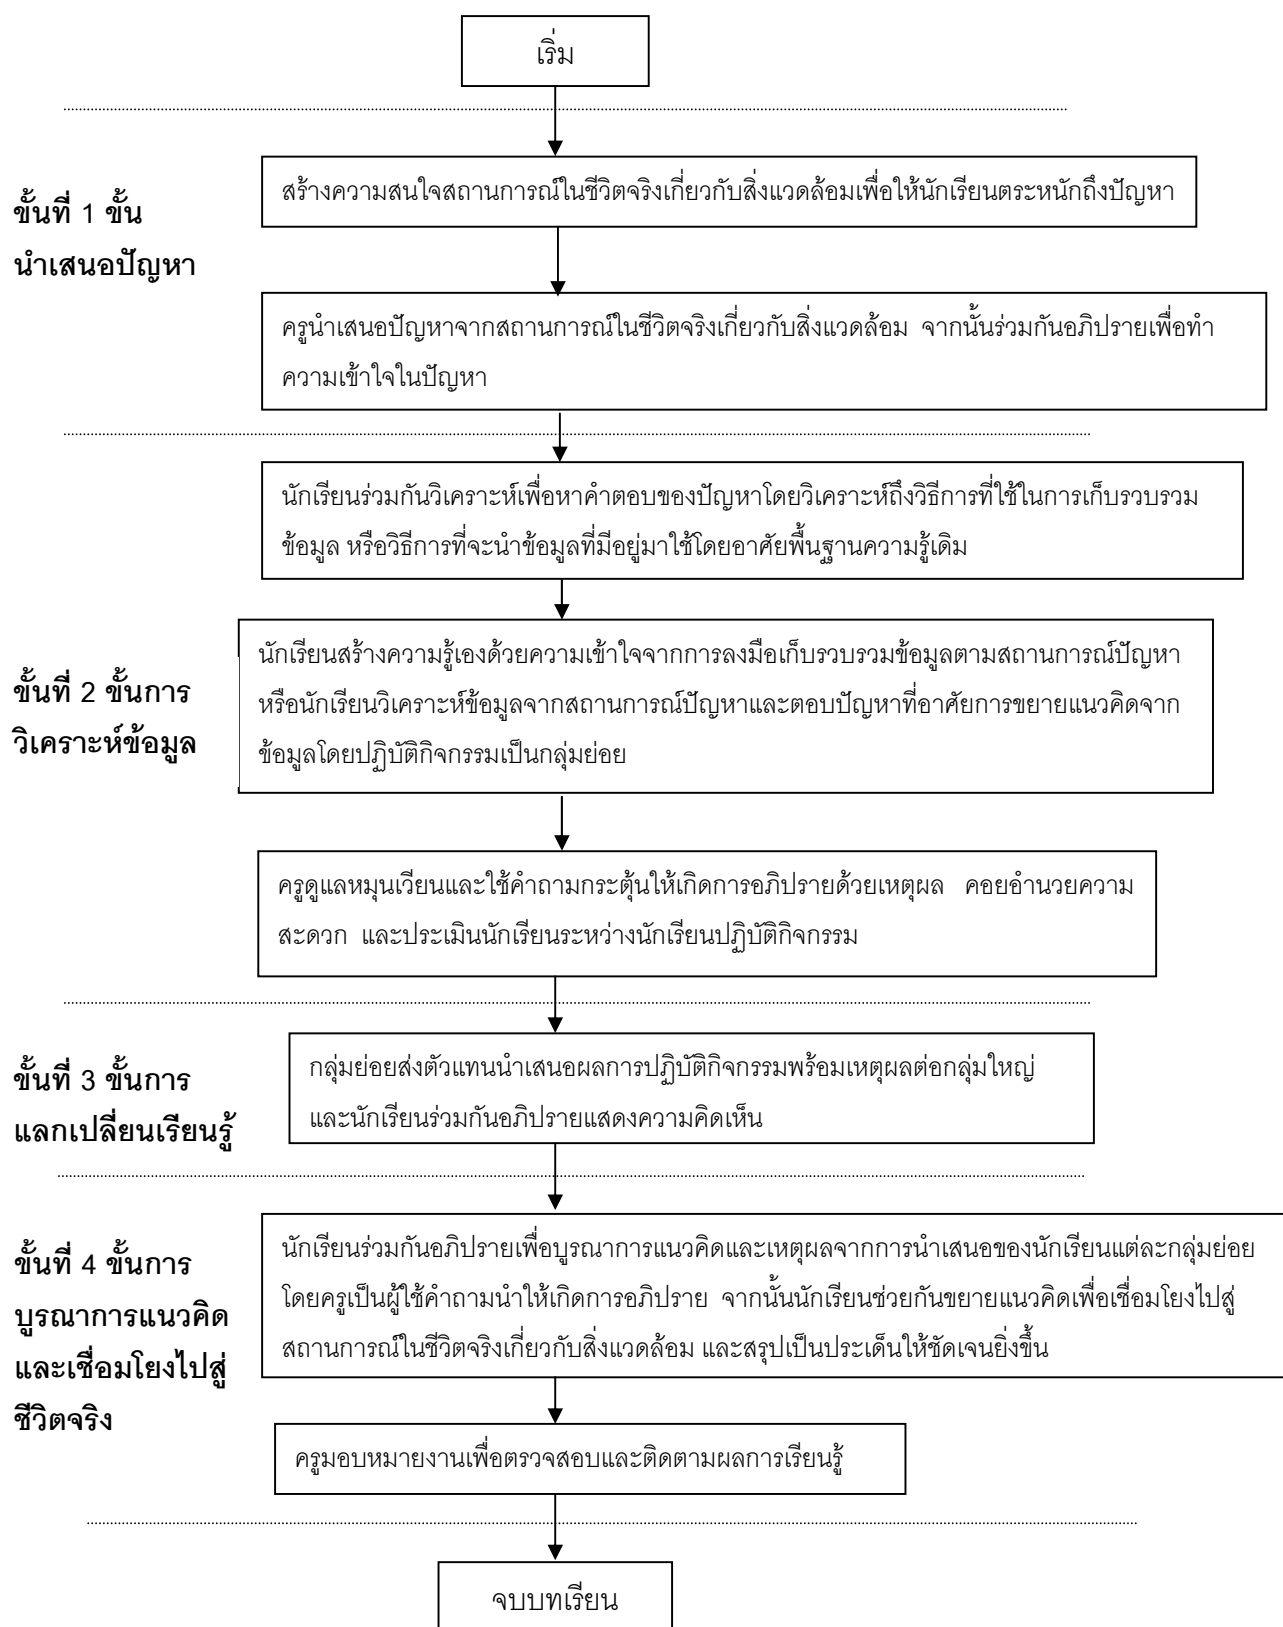 เริ่ม
ขั้นที่ 1 ขั้น
นำเสนอปัญหา
สร้างความสนใจสถานการณ์ในชีวิตจริงเกี่ยวกับสิ่งแวดล้อมเพื่อให้นักเรียนตระหนักถึงปัญหา
ครูนำเสนอปัญหาจากสถานการณ์ในชีวิตจริงเกี่ยวกับสิ่งแวดล้อม จากนั้นร่วมกันอภิปรายเพื่อทำ
ความเข้าใจในปัญหา
นักเรียนร่วมกันวิเคราะห์เพื่อหาคำตอบของปัญหาโดยวิเคราะห์ถึงวิธีการที่ใช้ในการเก็บรวบรวม
ข้อมูล หรือวิธีการที่จะนำข้อมูลที่มีอยู่มาใช้โดยอาศัยพื้นฐานความรู้เดิม
ขั้นที่ 2 ขั้นการ
วิเคราะห์ข้อมูล
นักเรียนสร้างความรู้เองด้วยความเข้าใจจากการลงมือเก็บรวบรวมข้อมูลตามสถานการณ์ปัญหา
หรือนักเรียนวิเคราะห์ข้อมูลจากสถานการณ์ปัญหาและตอบปัญหาที่อาศัยการขยายแนวคิดจาก
ข้อมูลโดยปฏิบัติกิจกรรมเป็นกลุ่มย่อย
ครูดูแลหมุนเวียนและใช้คำถามกระตุ้นให้เกิดการอภิปรายด้วยเหตุผล คอยอำนวยความ
สะดวก และประเมินนักเรียนระหว่างนักเรียนปฏิบัติกิจกรรม
ขั้นที่ 3 ขั้นการ
แลกเปลี่ยนเรียนรู้
กลุ่มย่อยส่งตัวแทนนำเสนอผลการปฏิบัติกิจกรรมพร้อมเหตุผลต่อกลุ่มใหญ่
และนักเรียนร่วมกันอภิปรายแสดงความคิดเห็น
ขั้นที่ 4 ขั้นการ
บูรณาการแนวคิด
และเชื่อมโยงไปสู่
ชีวิตจริง
นักเรียนร่วมกันอภิปรายเพื่อบูรณาการแนวคิดและเหตุผลจากการนำเสนอของนักเรียนแต่ละกลุ่มย่อย
โดยครูเป็นผู้ใช้คำถามนำให้เกิดการอภิปราย จากนั้นนักเรียนช่วยกันขยายแนวคิดเพื่อเชื่อมโยงไปสู่
สถานการณ์ในชีวิตจริงเกี่ยวกับสิ่งแวดล้อม และสรุปเป็นประเด็นให้ชัดเจนยิ่งขึ้น
ครูมอบหมายงานเพื่อตรวจสอบและติดตามผลการเรียนรู้
จบบทเรียน